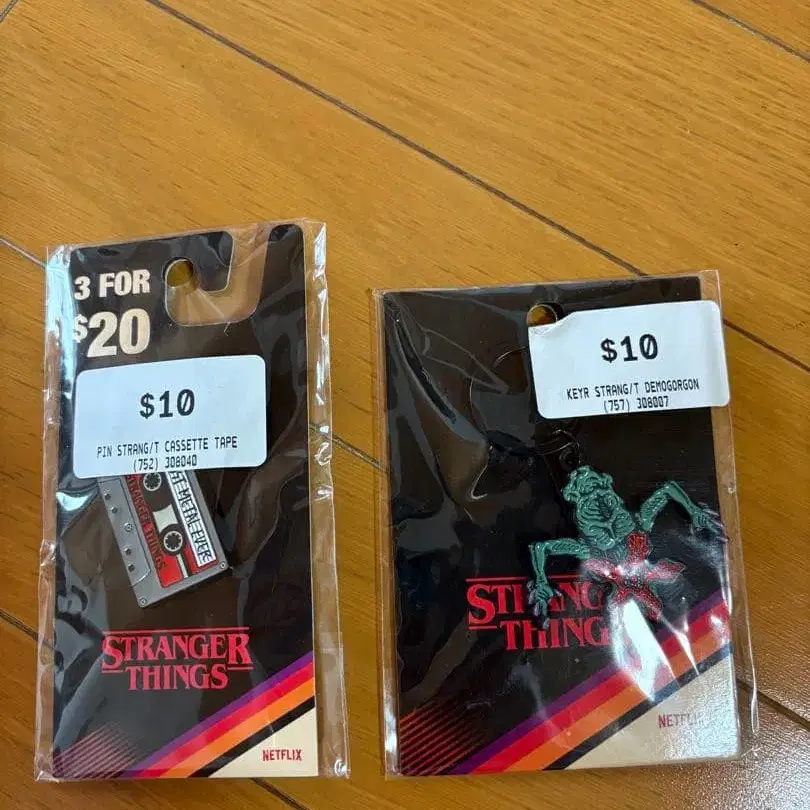 3 FOR
$20
$10
PIN STRANG/T CASSETTE TAPE
(752) 308040
STRANGER THINGS
STRANGER
THINGS
NETFLIX
$10
KEYR STRANG/T DEMOGORGON
(757) 308007
THING
NETFLIX